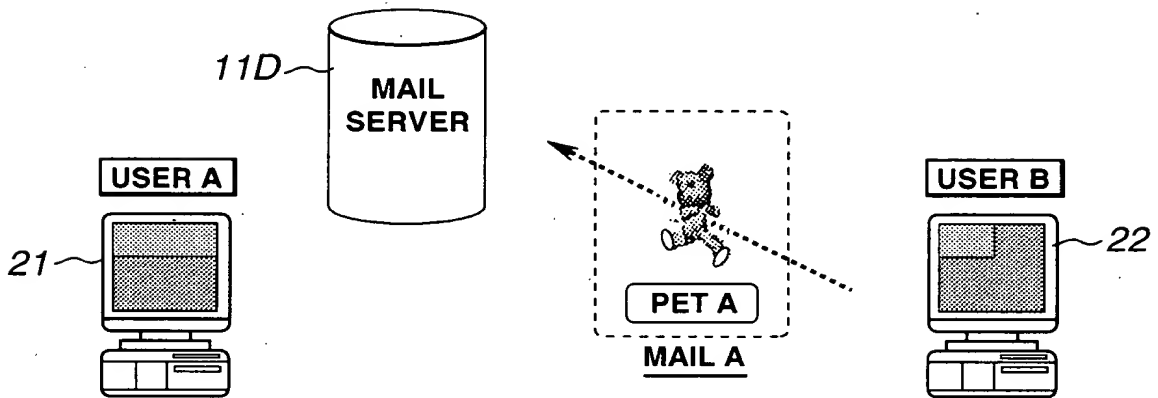 11D
MAIL
SERVER
USER A
USER B
21
22
PET A
MAIL A